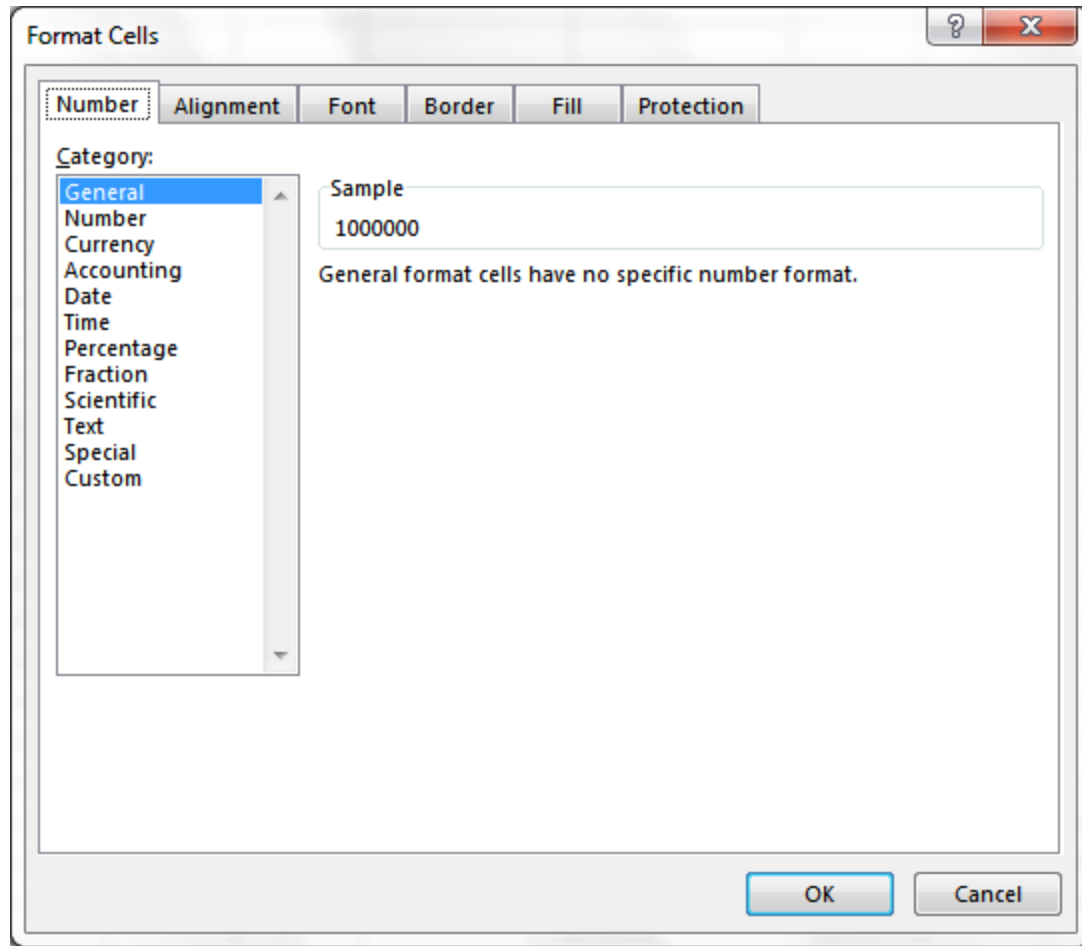 Format Cells
Number Alignment Font Border Fill Protection
Category:
General
Number
Currency
Accounting
Date
Time
Percentage
Fraction
Scientific
Text
Special
Custom
Sample
1000000
General format cells have no specific number format.
OK Cancel